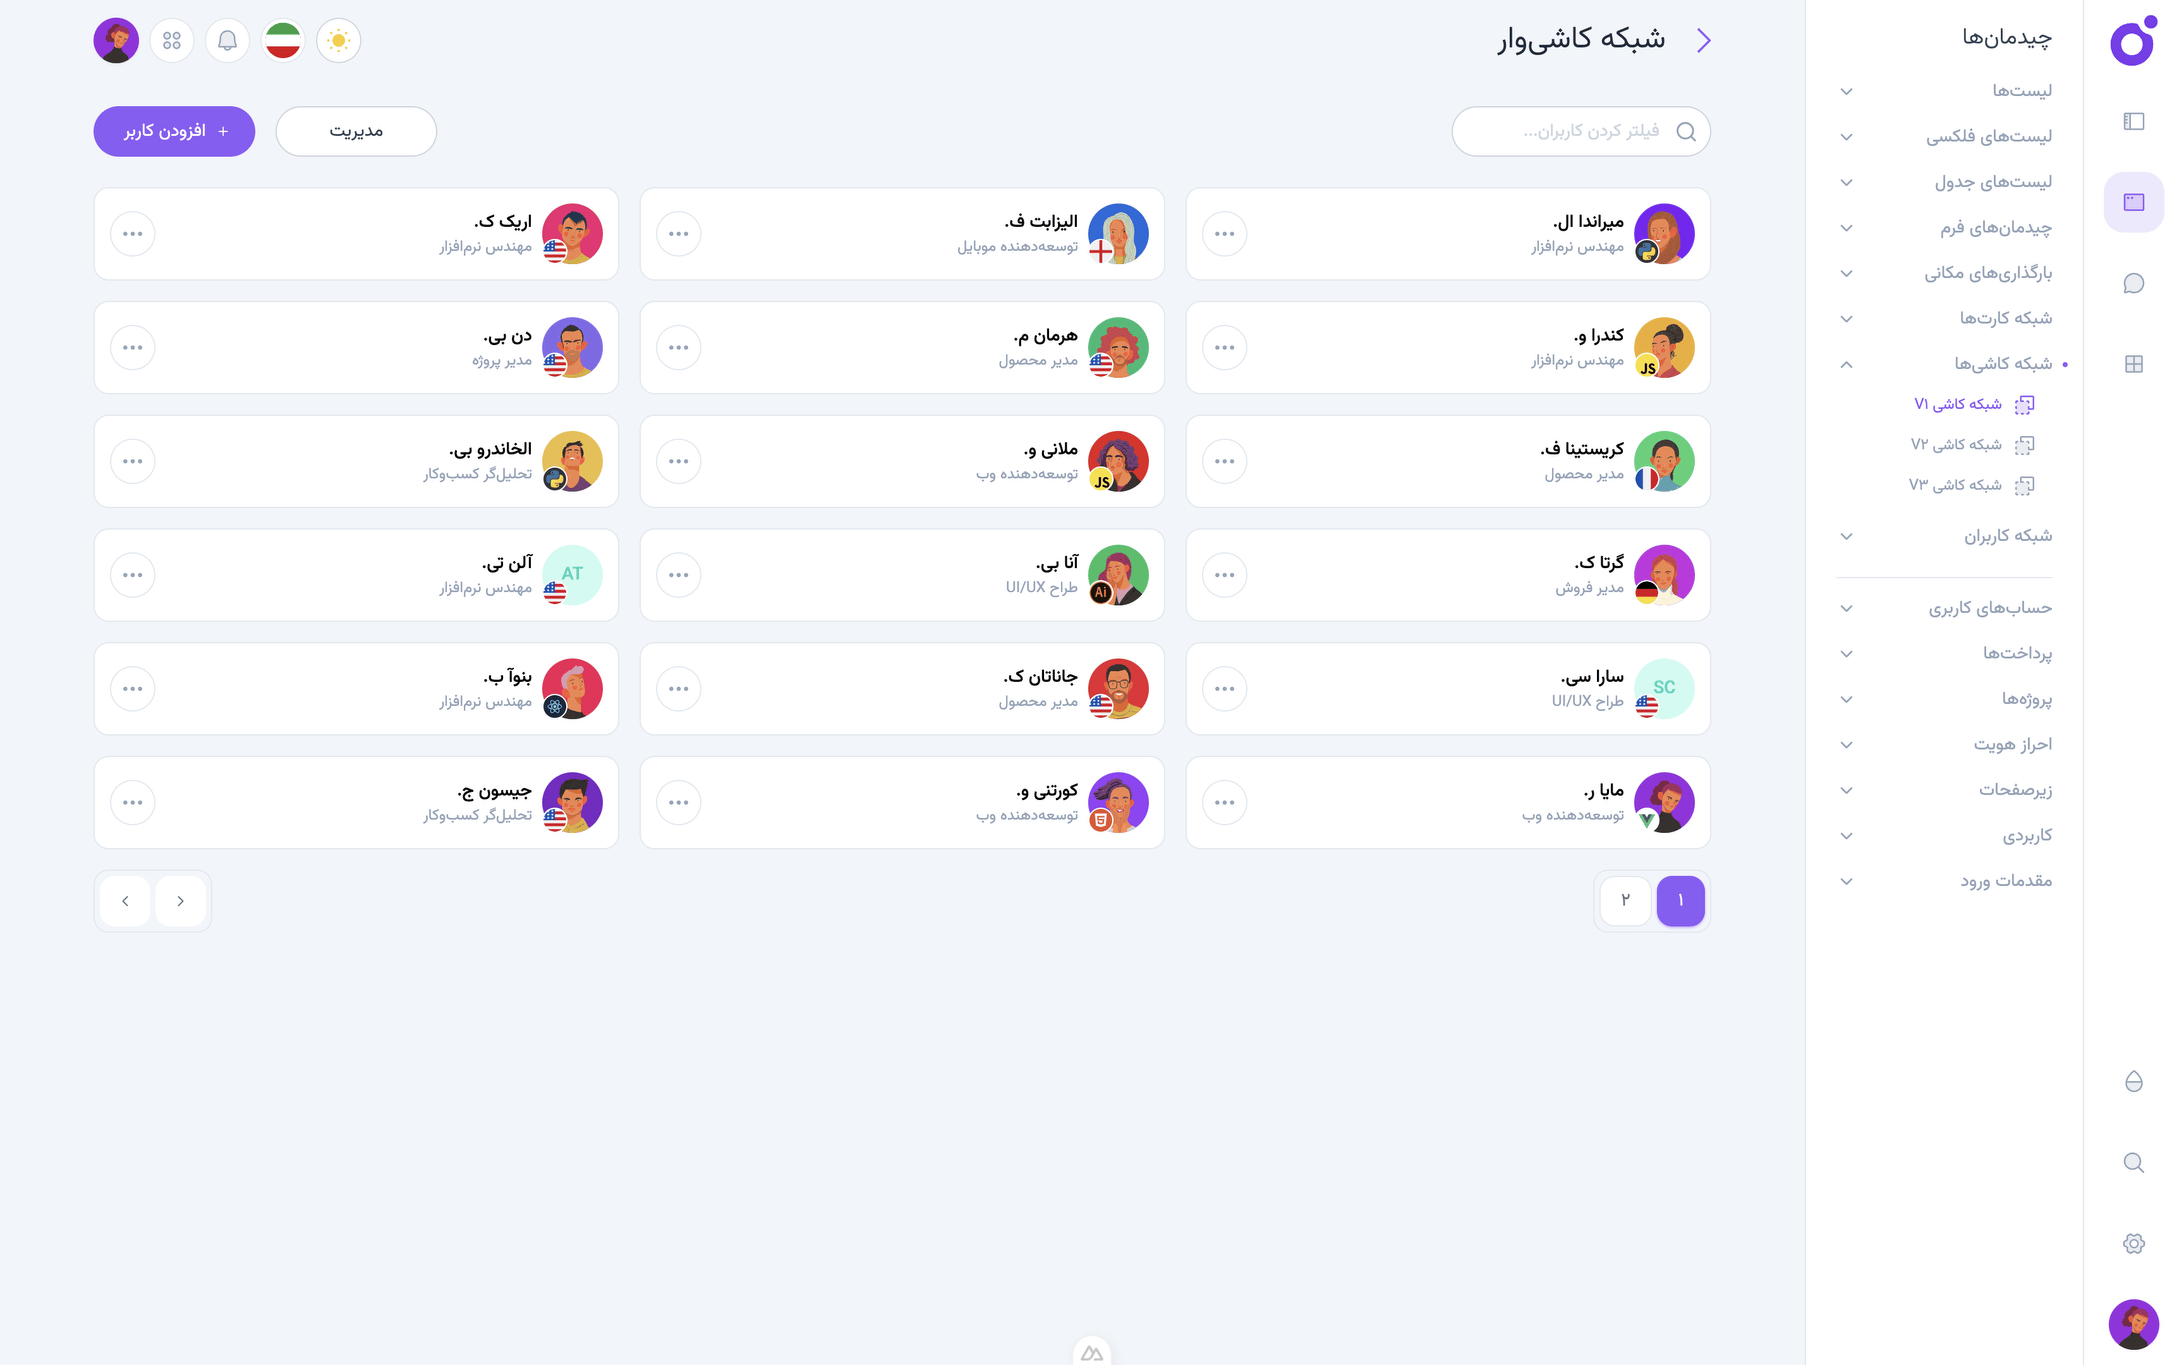 چیدمان‌ها
لیست‌ها
لیست‌های فلکسی
لیست‌های جدول
چیدمان‌های فرم
بارگذاری‌های مکانی
شبکه کارت‌ها
شبکه کاشی‌ها
شبکه کاشی V۱
شبکه کاشی V۲
شبکه کاشی V۳
شبکه کاربران
حساب‌های کاربری
پرداخت‌ها
پروژه‌ها
احراز هویت
زیرصفحات
کاربردی
مقدمات ورود
شبکه کاشی‌وار
فیلتر کردن کاربران...
مدیریت
+ افزودن کاربر
میراندا ال.
مهندس نرم‌افزار
الیزابت ف.
توسعه‌دهنده موبایل
اریک ک.
مهندس نرم‌افزار
کندرا و.
مهندس نرم‌افزار
JS
هرمان م.
مدیر محصول
دن بی.
مدیر پروژه
کریستینا ف.
مدیر محصول
ملانی و.
توسعه‌دهنده وب
JS
الخاندرو بی.
تحلیل‌گر کسب‌وکار
گرتا ک.
مدیر فروش
آنا بی.
طراح UI/UX
Ai
آلن تی.
مهندس نرم‌افزار
AT
سارا سی.
طراح UI/UX
SC
جاناتان ک.
مدیر محصول
بنوآ ب.
مهندس نرم‌افزار
مایا ر.
توسعه‌دهنده وب
کورتنی و.
توسعه‌دهنده وب
جیسون ج.
تحلیل‌گر کسب‌وکار
۱
۲